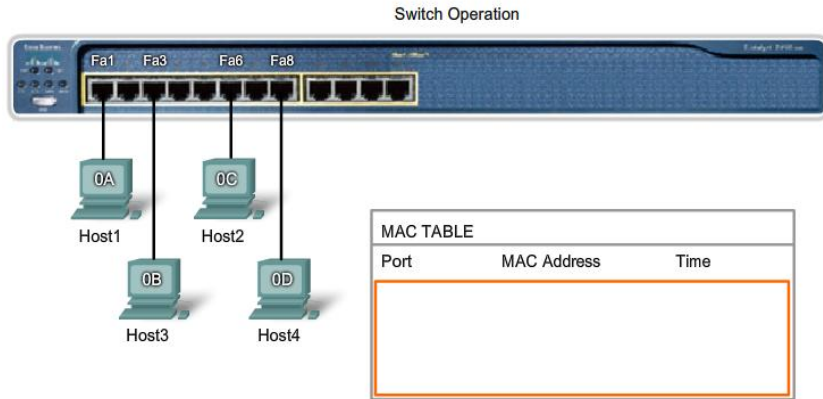 Switch Operation
Fa1 Fa3 Fa6 Fa8
0A 0C
Host1 Host2
0B 0D
Host3 Host4
MAC TABLE
Port MAC Address Time